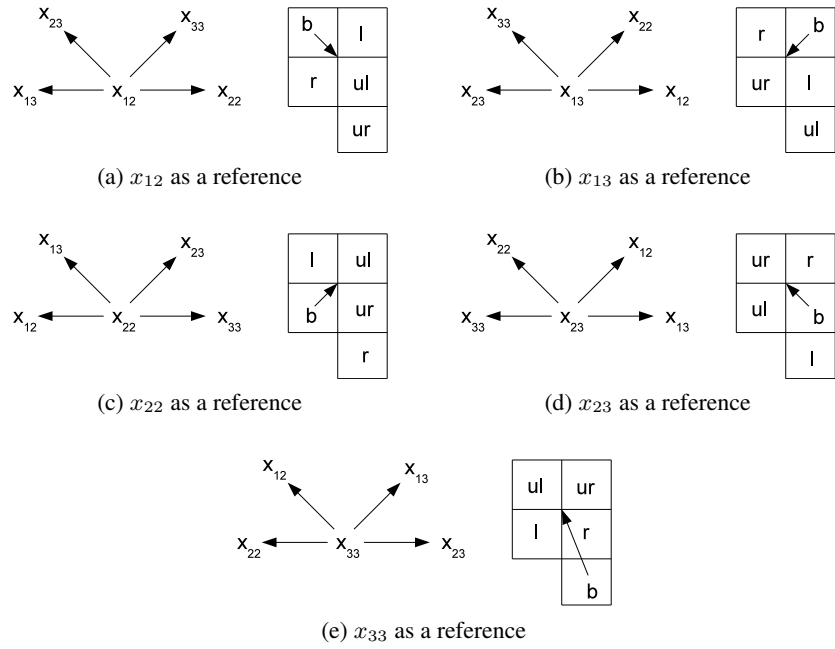 x₂₃ x₃₃ b l
x₁₃ x₁₂ x₂₂ r ul
ur
(a) x₁₂ as a reference
x₃₃ x₂₂ r b
x₂₃ x₁₃ x₁₂ ur l
ul
(b) x₁₃ as a reference
x₁₃ x₂₃ l ul
x₁₂ x₂₂ x₃₃ b ur
r
(c) x₂₂ as a reference
x₂₂ x₁₂ ur r
x₃₃ x₂₃ x₁₃ ul b
l
(d) x₂₃ as a reference
x₁₂ x₁₃ ul ur
x₂₂ x₃₃ x₂₃ l r
b
(e) x₃₃ as a reference